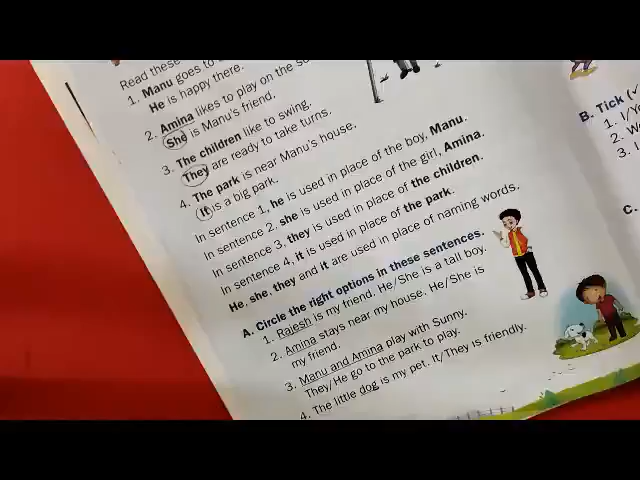 Read these
1. Manu goes to
He is happy there.
2. Amina likes to play on the
She is Manu's friend.
3. The children like to swing.
They are ready to take turns.
4. The park is near Manu's house.
It is a big park.
In sentence 1, he is used in place of the boy, Manu.
In sentence 2, she is used in place of the girl, Amina.
In sentence 3, they is used in place of the children.
In sentence 4, it is used in place of the park.
He, she, they and it are used in place of naming words.
A. Circle the right options in these sentences.
1. Rajesh is my friend. He/She is a tall boy.
2. Amina stays near my house. He/She is
my friend.
3. Manu and Amina play with Sunny.
They/He go to the park to play.
4. The little dog is my pet. It/They is friendly.
B. Tick (✓
1. I/
2.
3. I
C.